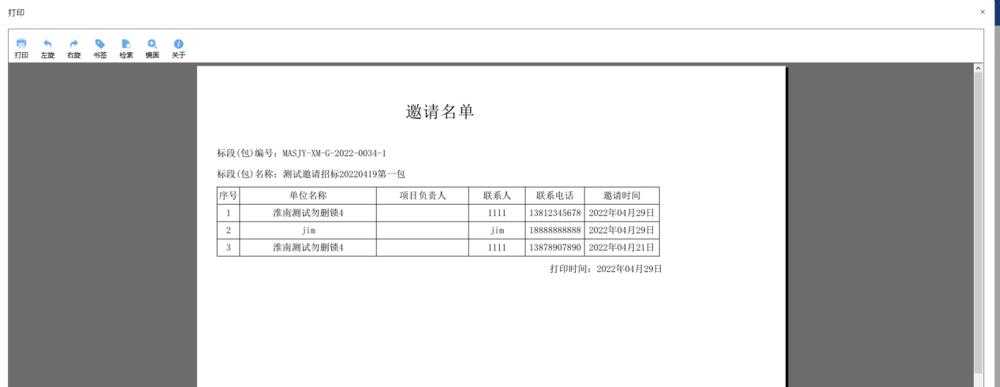 打印 ×
打印 左旋 右旋 书签 检索 镜面 关于
邀请名单
标段(包)编号: MASJY-XM-G-2022-0034-1
标段(包)名称: 测试邀请招标20220419第一包
序号 单位名称 项目负责人 联系人 联系电话 邀请时间
1 淮南测试勿删锁4 1111 13812345678 2022年04月29日
2 jim jim 18888888888 2022年04月29日
3 淮南测试勿删锁4 1111 13878907890 2022年04月21日
打印时间: 2022年04月29日